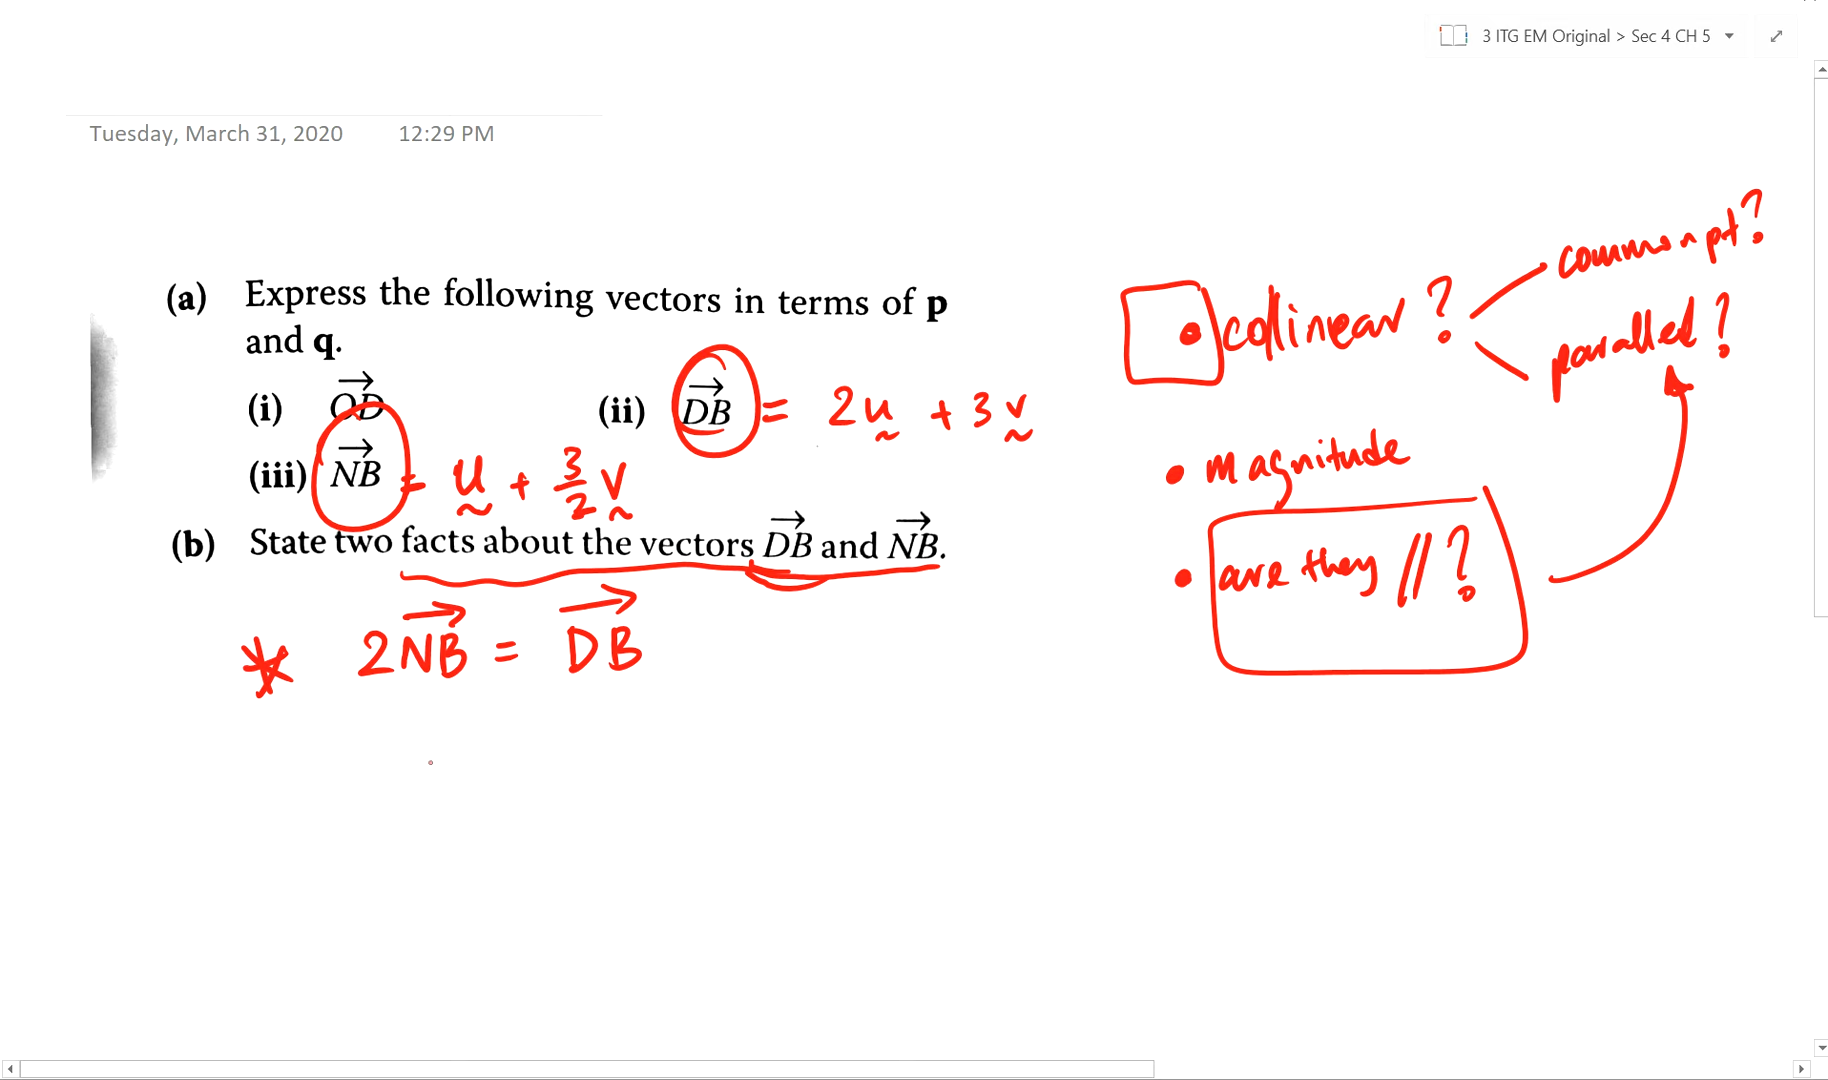 3 ITG EM Original > Sec 4 CH 5
Tuesday, March 31, 2020 12:29 PM
(a) Express the following vectors in terms of p
and q.
(i) OD (ii) DB = 2u + 3v
(iii) NB = u + 3/2 v
(b) State two facts about the vectors DB and NB.
* 2NB = DB
• collinear?
common pt?
parallel?
• magnitude
• are they //?